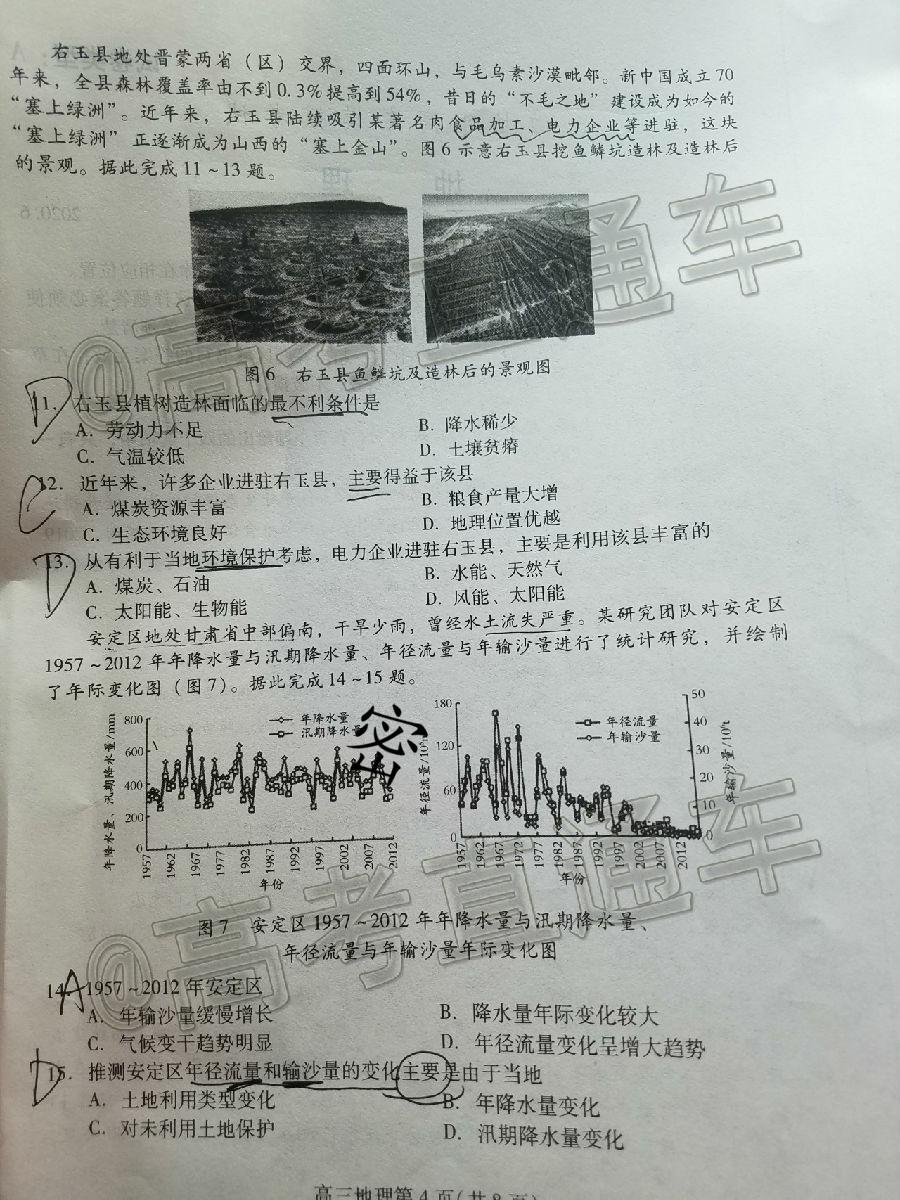 右玉县地处晋蒙两省（区）交界，四面环山，与毛乌素沙漠毗邻。新中国成立70
年来，全县森林覆盖率由不到0.3%提高到54%，昔日的“不毛之地”建设成为如今的
“塞上绿洲”。近年来，右玉县陆续吸引某著名肉食品加工、电力企业等进驻，这块
“塞上绿洲”正逐渐成为山西的“塞上金山”。图6示意右玉县挖鱼鳞坑造林及造林后
的景观。据此完成11~13题。
@高考直通车
图6 右玉县鱼鳞坑及造林后的景观图
D
11. 右玉县植树造林面临的最不利条件是
A. 劳动力不足 B. 降水稀少
C. 气温较低 D. 土壤贫瘠
C
12. 近年来，许多企业进驻右玉县，主要得益于该县
A. 煤炭资源丰富 B. 粮食产量大增
C. 生态环境良好 D. 地理位置优越
D
13. 从有利于当地环境保护考虑，电力企业进驻右玉县，主要是利用该县丰富的
A. 煤炭、石油 B. 水能、天然气
C. 太阳能、生物能 D. 风能、太阳能
安定区地处甘肃省中部偏南，干旱少雨，曾经水土流失严重。某研究团队对安定区
1957~2012年年降水量与汛期降水量、年径流量与年输沙量进行了统计研究，并绘制
了年际变化图（图7）。据此完成14~15题。
年降水量、汛期降水量/mm
800
600
400
200
0
年降水量
汛期降水量
1957 1962 1967 1977 1982 1987 1992 1997 2002 2007 2012
年份
密
年径流量
180
120
60
0
年径流量
年输沙量
50
40
30
20
10
0
年输沙量
1957 1962 1967 1972 1977 1982 1987 1992 1997 2002 2007 2012
年份
图7 安定区1957~2012年年降水量与汛期降水量、
年径流量与年输沙量年际变化图
@高考直通车
A
14. 1957~2012年安定区
A. 年输沙量缓慢增长 B. 降水量年际变化较大
C. 气候变干趋势明显 D. 年径流量变化呈增大趋势
D
15. 推测安定区年径流量和输沙量的变化主要是由于当地
A. 土地利用类型变化 B. 年降水量变化
C. 对未利用土地保护 D. 汛期降水量变化
高三地理第4页(共8页)